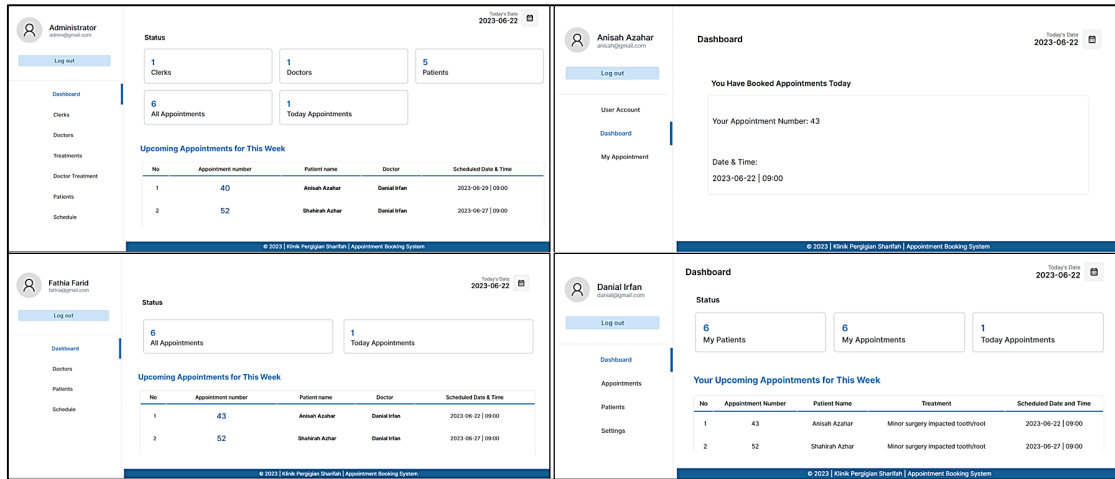 Administrator
admin@gmail.com
Log out
Dashboard
Clerks
Doctors
Treatments
Doctor Treatment
Patients
Schedule
Today's Date
2023-06-22
Status
1
Clerks
1
Doctors
5
Patients
6
All Appointments
1
Today Appointments
Upcoming Appointments for This Week
No Appointment number Patient name Doctor Scheduled Date & Time
1 40 Anisah Azahar Danial Irfan 2023-06-29 | 09:00
2 52 Shahirah Azhar Danial Irfan 2023-06-27 | 09:00
© 2023 | Klinik Pergigian Sharifah | Appointment Booking System
Anisah Azahar
anisah@gmail.com
Log out
User Account
Dashboard
My Appointment
Dashboard
Today's Date
2023-06-22
You Have Booked Appointments Today
Your Appointment Number: 43
Date & Time:
2023-06-22 | 09:00
© 2023 | Klinik Pergigian Sharifah | Appointment Booking System
Fathia Farid
fathia@gmail.com
Log out
Dashboard
Doctors
Patients
Schedule
Today's Date
2023-06-22
Status
6
All Appointments
1
Today Appointments
Upcoming Appointments for This Week
No Appointment number Patient name Doctor Scheduled Date & Time
1 43 Anisah Azahar Danial Irfan 2023-06-22 | 09:00
2 52 Shahirah Azhar Danial Irfan 2023-06-27 | 09:00
© 2023 | Klinik Pergigian Sharifah | Appointment Booking System
Danial Irfan
danial@gmail.com
Log out
Dashboard
Appointments
Patients
Settings
Dashboard
Today's Date
2023-06-22
Status
6
My Patients
6
My Appointments
1
Today Appointments
Your Upcoming Appointments for This Week
No Appointment Number Patient Name Treatment Scheduled Date and Time
1 43 Anisah Azahar Minor surgery impacted tooth/root 2023-06-22 | 09:00
2 52 Shahirah Azhar Minor surgery impacted tooth/root 2023-06-27 | 09:00
© 2023 | Klinik Pergigian Sharifah | Appointment Booking System